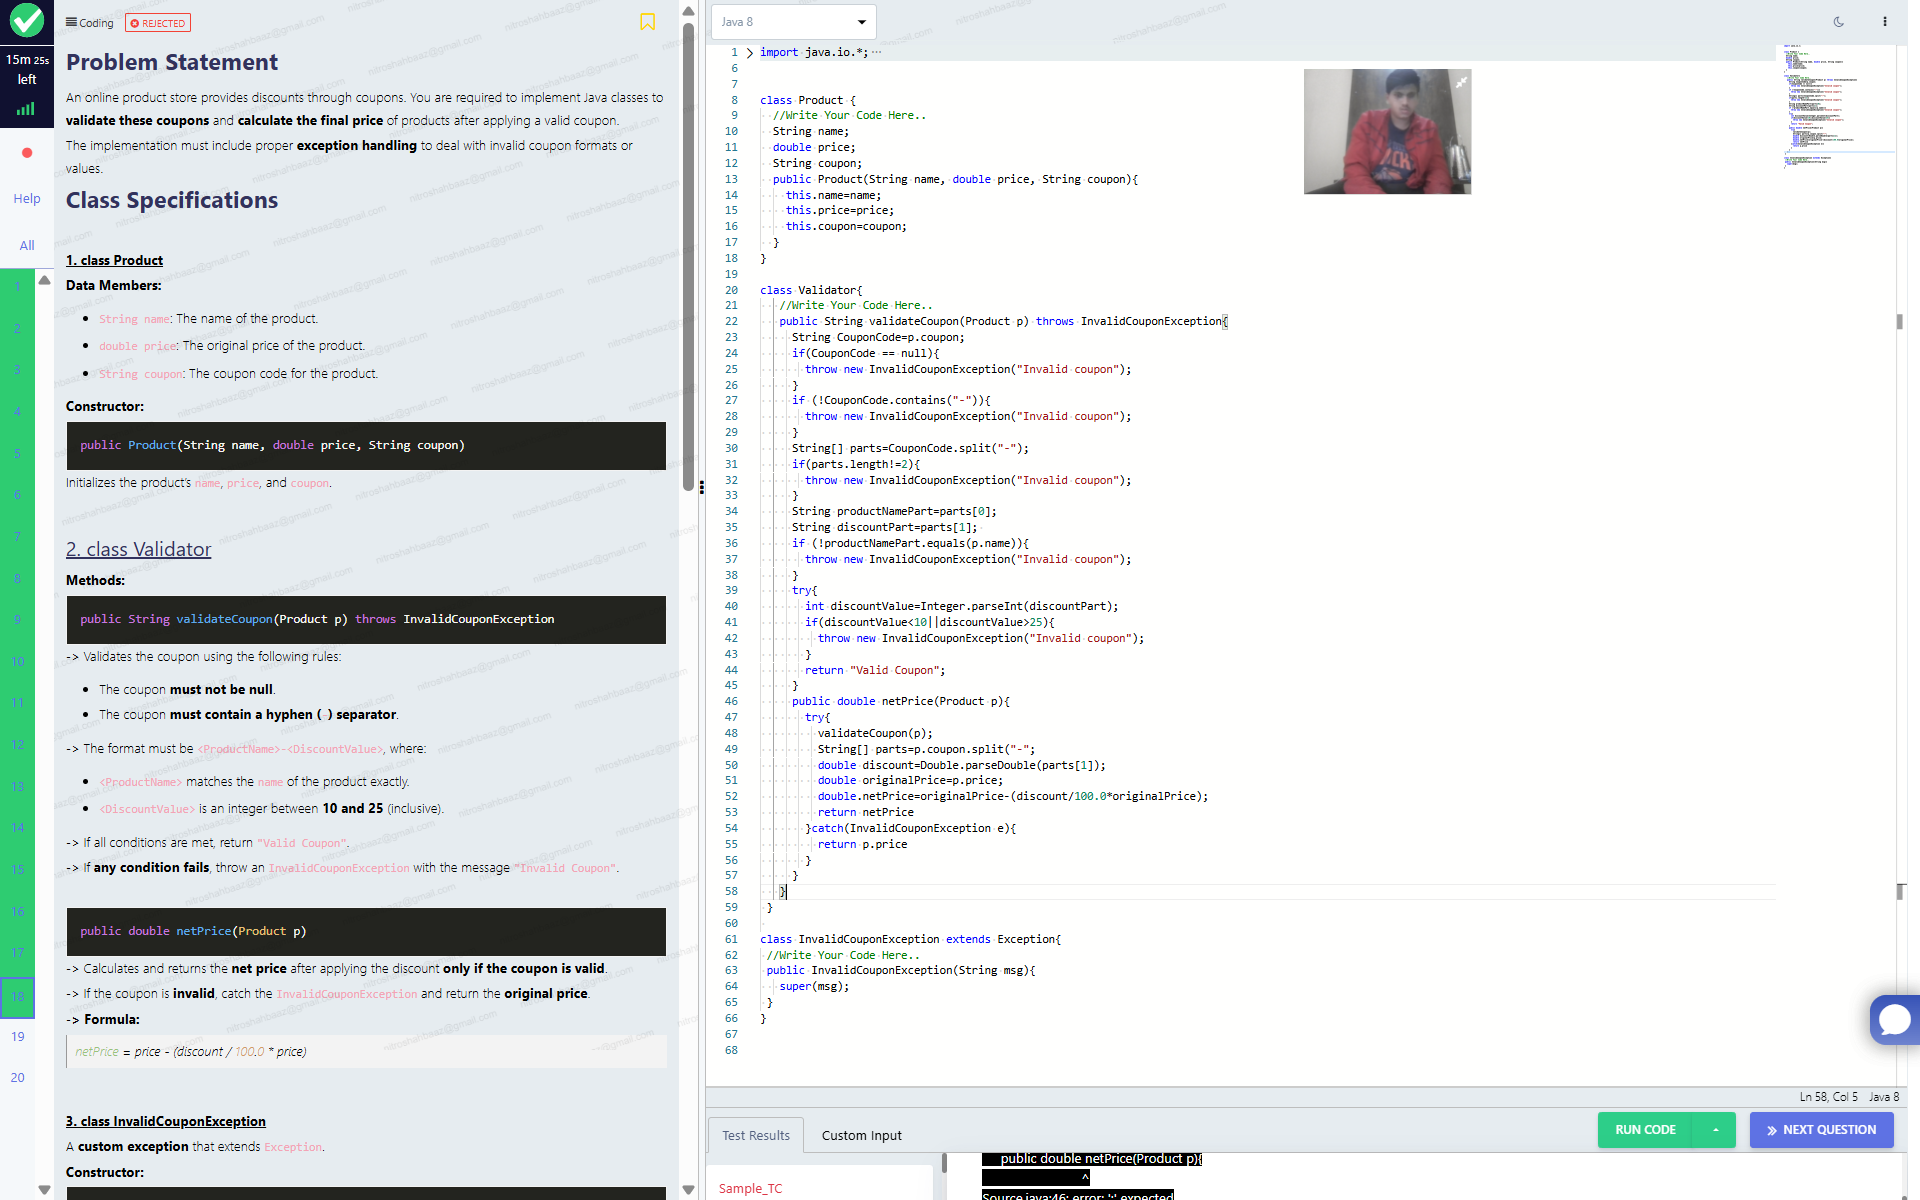 Coding
REJECTED
15m 25s
left
Help
All
1
2
3
4
5
6
7
8
9
10
11
12
13
14
15
16
17
18
19
20
Problem Statement
An online product store provides discounts through coupons. You are required to implement Java classes to
validate these coupons and calculate the final price of products after applying a valid coupon.
The implementation must include proper exception handling to deal with invalid coupon formats or
values.
Class Specifications
1. class Product
Data Members:
String name: The name of the product.
double price: The original price of the product.
String coupon: The coupon code for the product.
Constructor:
public Product(String name, double price, String coupon)
Initializes the product's name, price, and coupon.
2. class Validator
Methods:
public String validateCoupon(Product p) throws InvalidCouponException
-> Validates the coupon using the following rules:
The coupon must not be null.
The coupon must contain a hyphen (-) separator.
-> The format must be <ProductName>-<DiscountValue>, where:
<ProductName> matches the name of the product exactly.
<DiscountValue> is an integer between 10 and 25 (inclusive).
-> If all conditions are met, return "Valid Coupon".
-> If any condition fails, throw an InvalidCouponException with the message "Invalid Coupon".
public double netPrice(Product p)
-> Calculates and returns the net price after applying the discount only if the coupon is valid.
-> If the coupon is invalid, catch the InvalidCouponException and return the original price.
-> Formula:
netPrice = price - (discount / 100.0 * price)
3. class InvalidCouponException
A custom exception that extends Exception.
Constructor:
nitroshahbaaz@gmail.com
Java 8
1 import java.io.*; ...
6
7
8 class Product {
9 //Write Your Code Here..
10 String name;
11 double price;
12 String coupon;
13 public Product(String name, double price, String coupon){
14 this.name=name;
15 this.price=price;
16 this.coupon=coupon;
17 }
18 }
19
20 class Validator{
21 //Write Your Code Here..
22 public String validateCoupon(Product p) throws InvalidCouponException{
23 String CouponCode=p.coupon;
24 if(CouponCode == null){
25 throw new InvalidCouponException("Invalid coupon");
26 }
27 if (!CouponCode.contains("-")){
28 throw new InvalidCouponException("Invalid coupon");
29 }
30 String[] parts=CouponCode.split("-");
31 if(parts.length!=2){
32 throw new InvalidCouponException("Invalid coupon");
33 }
34 String productNamePart=parts[0];
35 String discountPart=parts[1];
36 if (!productNamePart.equals(p.name)){
37 throw new InvalidCouponException("Invalid coupon");
38 }
39 try{
40 int discountValue=Integer.parseInt(discountPart);
41 if(discountValue<10||discountValue>25){
42 throw new InvalidCouponException("Invalid coupon");
43 }
44 return "Valid Coupon";
45 }
46 public double netPrice(Product p){
47 try{
48 validateCoupon(p);
49 String[] parts=p.coupon.split("-";
50 double discount=Double.parseDouble(parts[1]);
51 double originalPrice=p.price;
52 double.netPrice=originalPrice-(discount/100.0*originalPrice);
53 return netPrice
54 }catch(InvalidCouponException e){
55 return p.price
56 }
57 }
58 }
59 }
60
61 class InvalidCouponException extends Exception{
62 //Write Your Code Here..
63 public InvalidCouponException(String msg){
64 super(msg);
65 }
66 }
67
68
Ln 58, Col 5 Java 8
Test Results
Custom Input
RUN CODE
NEXT QUESTION
Sample_TC
public double netPrice(Product p){
^
Source.java:46: error: ';' expected